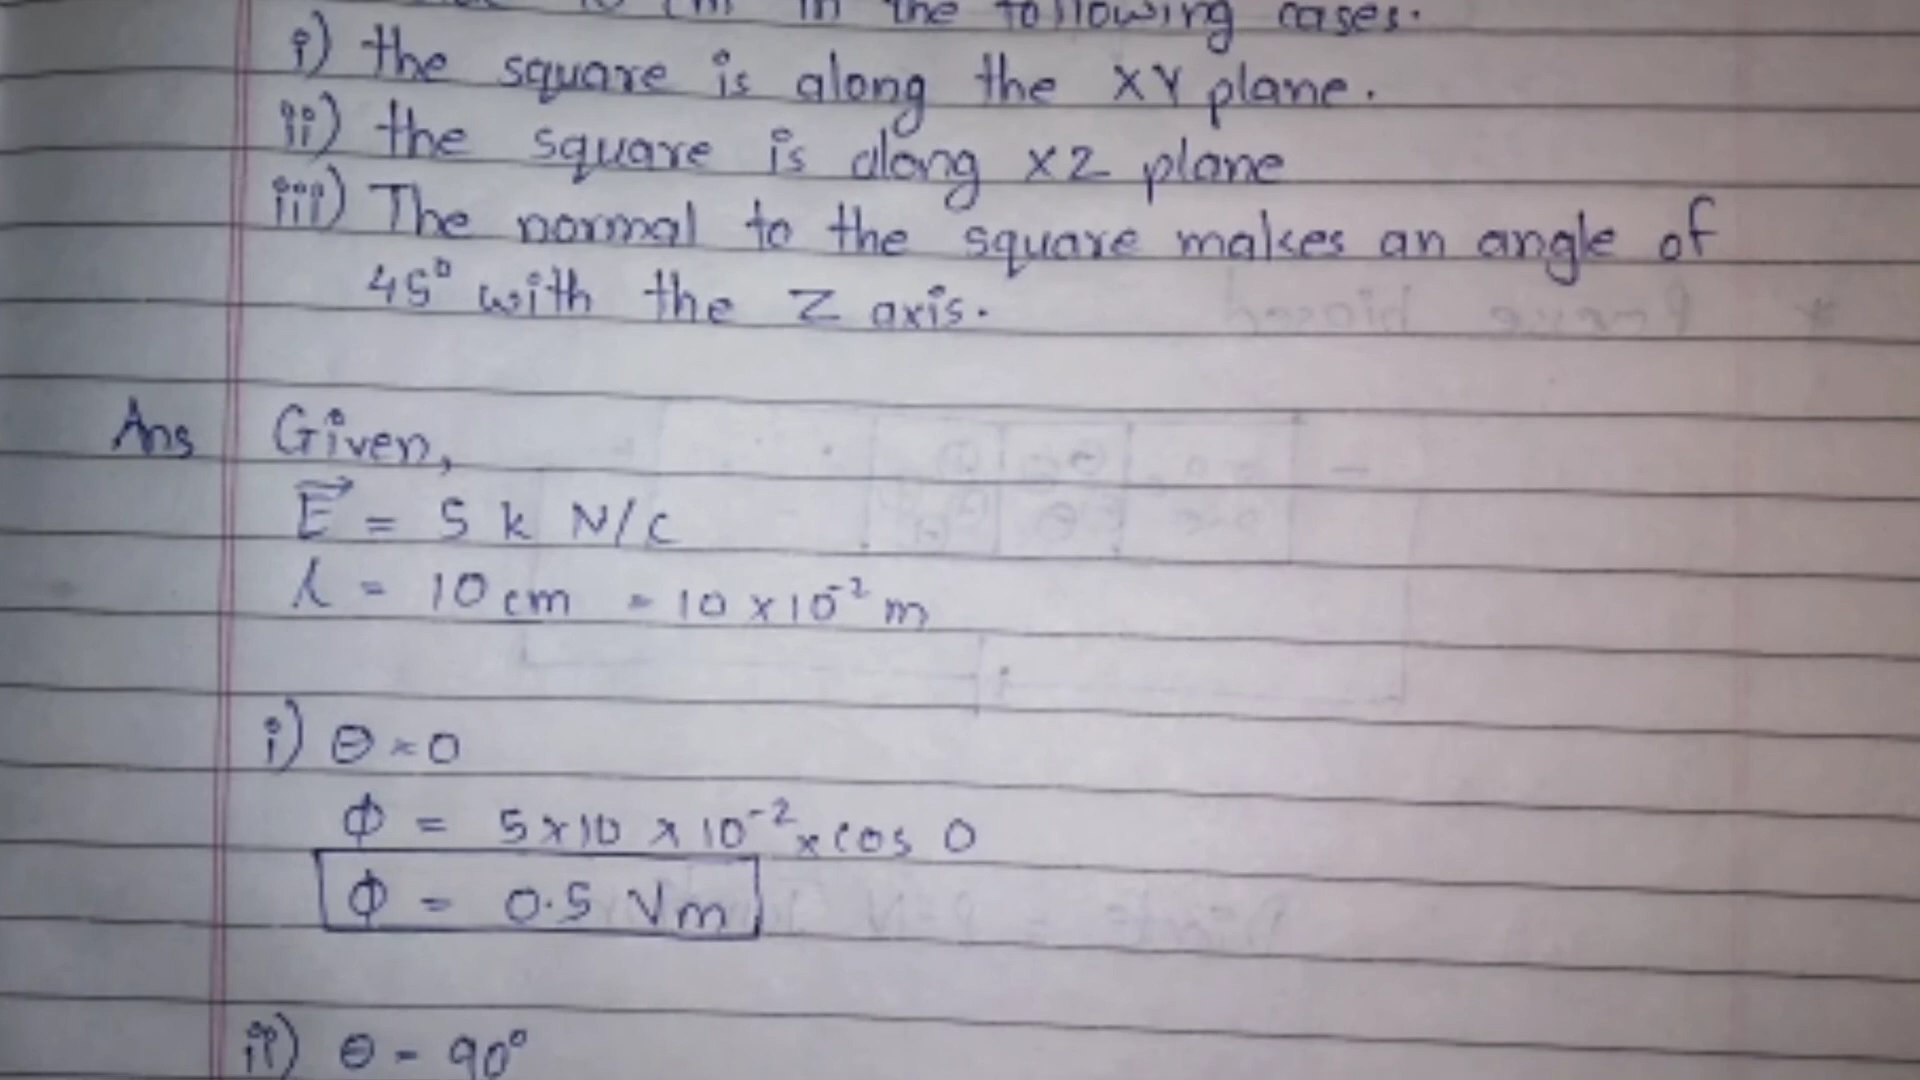 10 cm in the following cases.
i) the square is along the XY plane.
ii) the square is along XZ plane
iii) The normal to the square makes an angle of
45° with the Z axis.
Ans Given,
E⃗ = 5 k N/C
l = 10 cm = 10 x 10⁻² m
i) θ = 0
Φ = 5 x 10 x 10⁻² x cos 0
Φ = 0.5 Vm
ii) θ = 90°